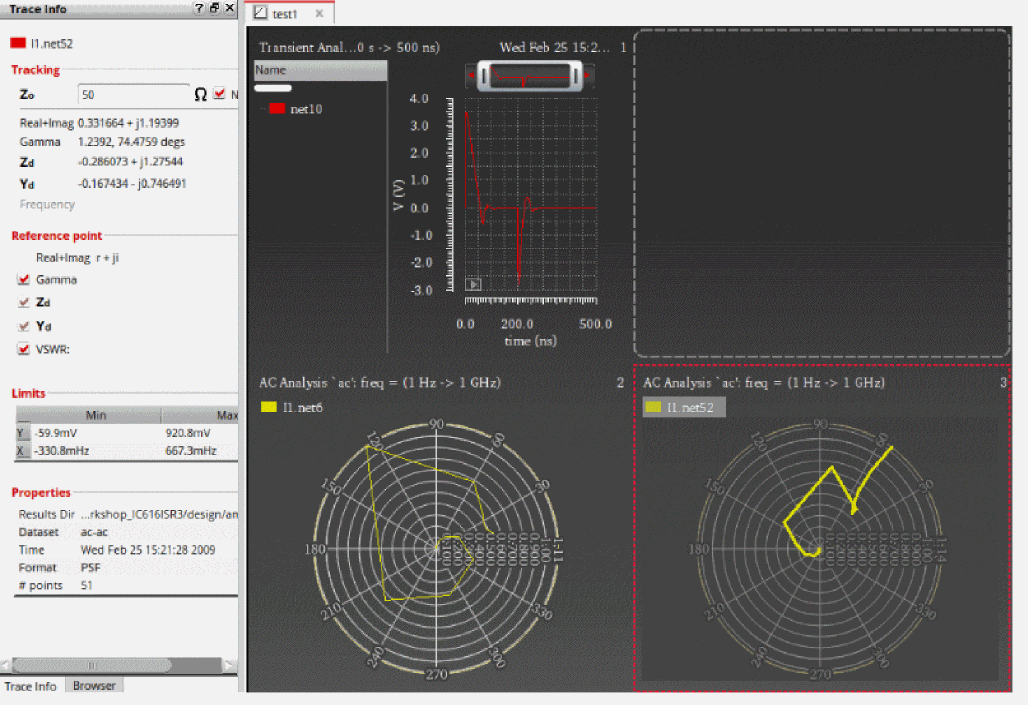 Trace Info
I1.net52
Tracking
Zo 50 Ω N
Real+Imag 0.331664 + j1.19399
Gamma 1.2392, 74.4759 degs
Zd -0.286073 + j1.27544
Yd -0.167434 - j0.746491
Frequency
Reference point
Real+Imag r + ji
Gamma
Zd
Yd
VSWR:
Limits
Min Max
Y -59.9mV 920.8mV
X -330.8mHz 667.3mHz
Properties
Results Dir ...rkshop_IC616ISR3/design/an
Dataset ac-ac
Time Wed Feb 25 15:21:28 2009
Format PSF
# points 51
Trace Info Browser
test1
Transient Anal...0 s -> 500 ns) Wed Feb 25 15:2... 1
Name
net10
4.0
3.0
2.0
1.0
0.0
-1.0
-2.0
-3.0
V (V)
0.0 200.0 500.0
time (ns)
AC Analysis `ac': freq = (1 Hz -> 1 GHz) 2
I1.net6
90
120 60
150 30
180
210 330
240 300
270
AC Analysis `ac': freq = (1 Hz -> 1 GHz) 3
I1.net52
90
120 60
150 30
180
210 330
240 300
270